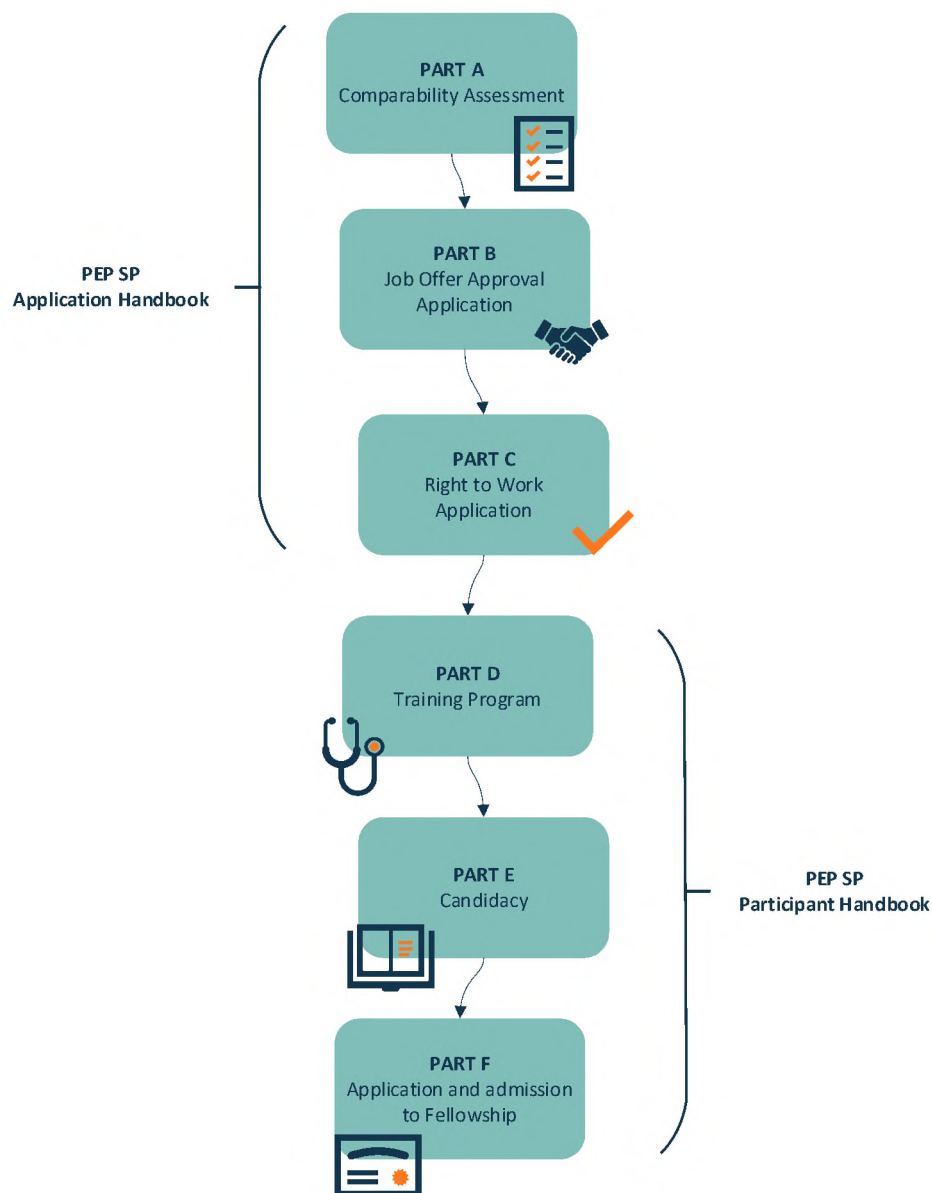 PART A
Comparability Assessment
PART B
Job Offer Approval
Application
PEP SP
Application Handbook
PART C
Right to Work
Application
PART D
Training Program
PART E
Candidacy
PEP SP
Participant Handbook
PART F
Application and admission
to Fellowship